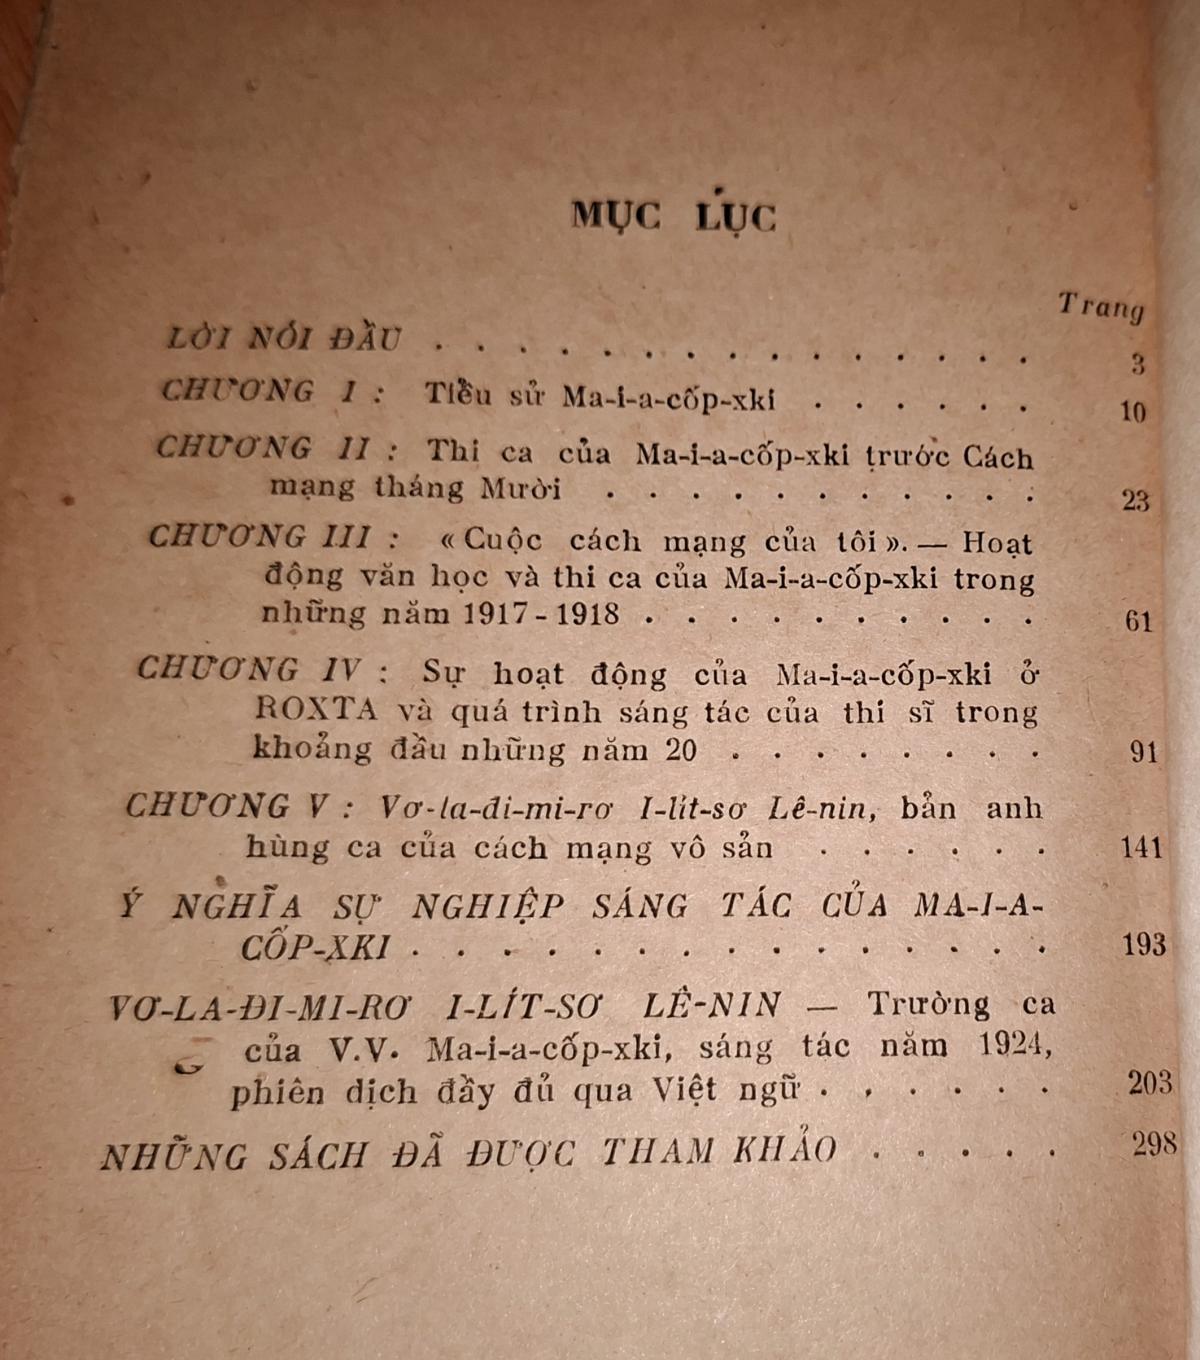 MỤC LỤC
Trang
LỜI NÓI ĐẦU . . . . . . . . . . . . . . . 3
CHƯƠNG I : Tiểu sử Ma-i-a-cốp-xki . . . . . . 10
CHƯƠNG II : Thi ca của Ma-i-a-cốp-xki trước Cách
mạng tháng Mười . . . . . . . . . . . 23
CHƯƠNG III : « Cuộc cách mạng của tôi ». — Hoạt
động văn học và thi ca của Ma-i-a-cốp-xki trong
những năm 1917 - 1918 . . . . . . . . . . 61
CHƯƠNG IV : Sự hoạt động của Ma-i-a-cốp-xki ở
ROXTA và quá trình sáng tác của thi sĩ trong
khoảng đầu những năm 20 . . . . . . . . 91
CHƯƠNG V : Vơ-la-đi-mi-rơ I-lít-sơ Lê-nin, bản anh
hùng ca của cách mạng vô sản . . . . . . 141
Ý NGHĨA SỰ NGHIỆP SÁNG TÁC CỦA MA-I-A-
CỐP-XKI . . . . . . . . . . . . . . . 193
VƠ-LA-ĐI-MI-RƠ I-LÍT-SƠ LÊ-NIN — Trường ca
của V.V. Ma-i-a-cốp-xki, sáng tác năm 1924,
phiên dịch đầy đủ qua Việt ngữ . . . . . . 203
NHỮNG SÁCH ĐÃ ĐƯỢC THAM KHẢO . . . . . 298